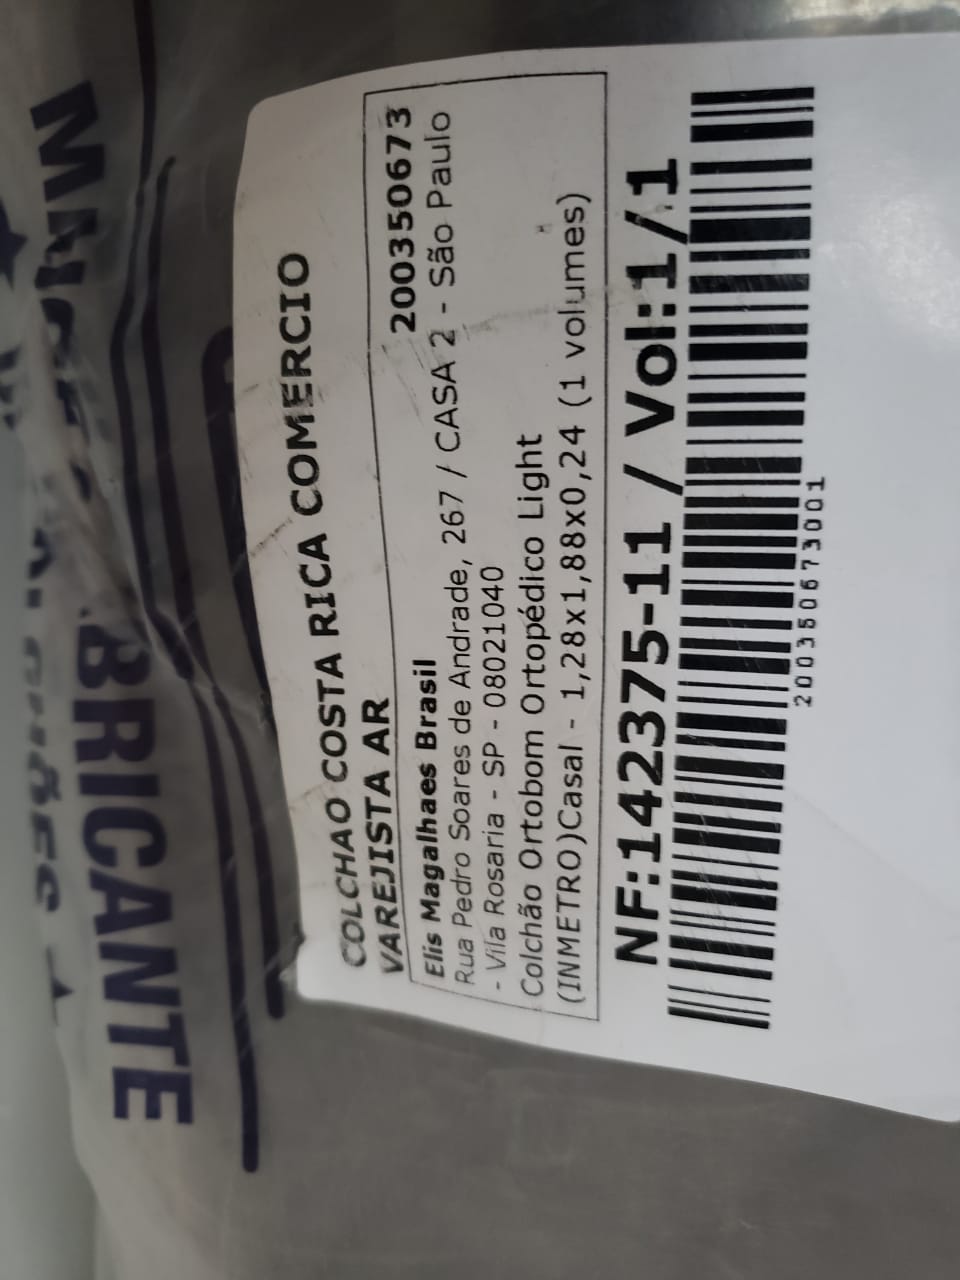 BRICANTE
COLCHAO COSTA RICA COMERCIO
VAREJISTA AR
Elis Magalhaes Brasil 200350673
Rua Pedro Soares de Andrade, 267 / CASA 2 - São Paulo
- Vila Rosaria - SP - 08021040
Colchão Ortobom Ortopédico Light
(INMETRO)Casal - 1,28x1,88x0,24 (1 volumes)
NF:142375-11 / Vol:1/1
200350673001